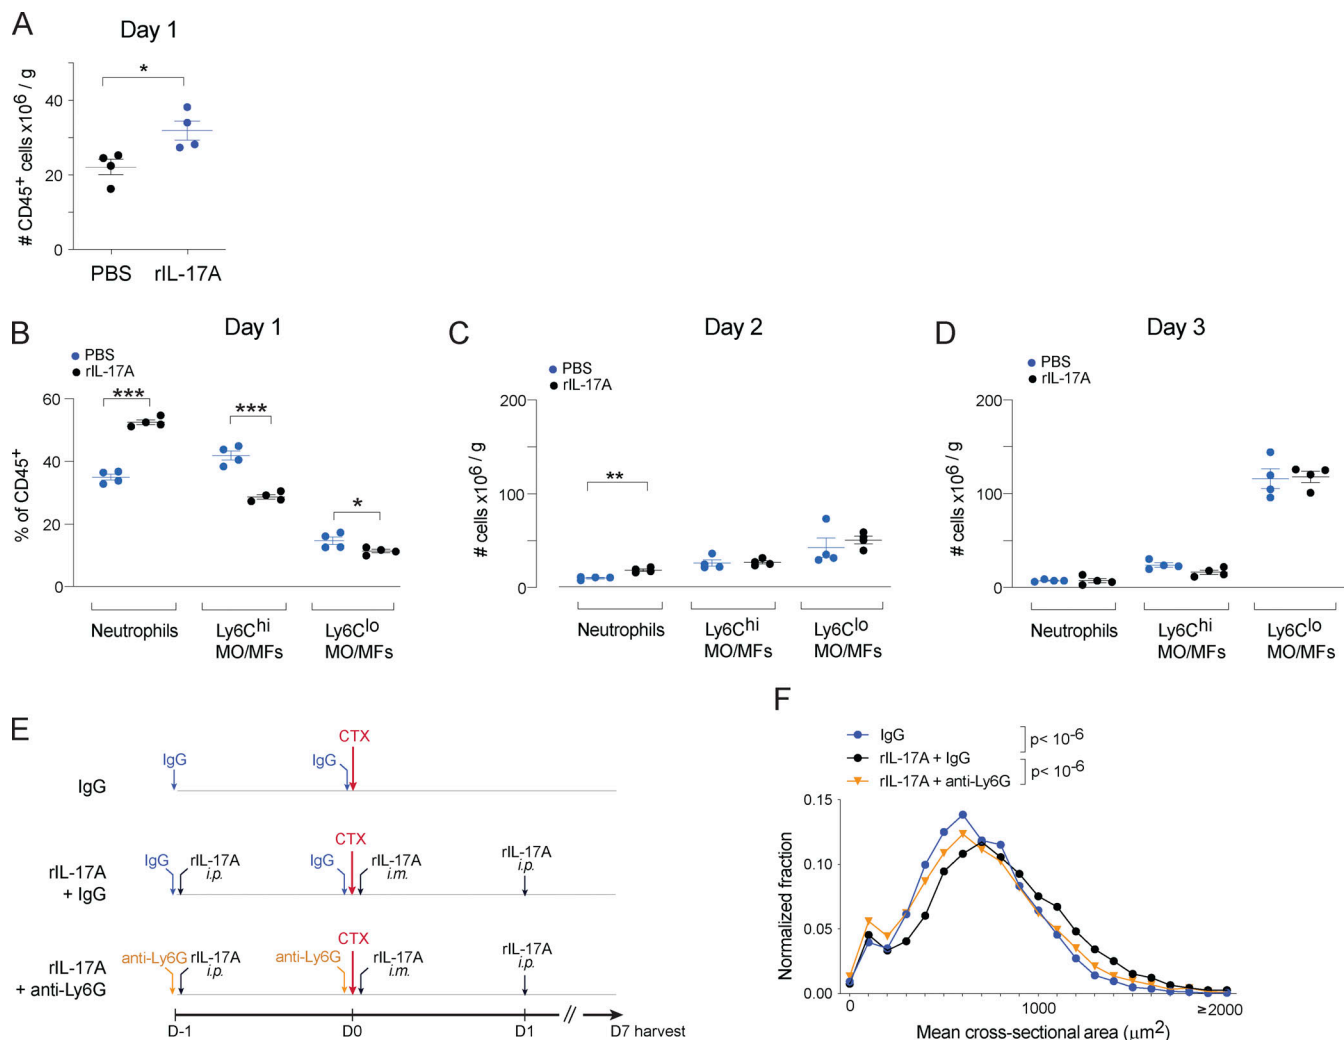 A
Day 1
# CD45⁺ cells x10⁶ / g
40
20
0
*
PBS
rIL-17A
B
Day 1
PBS
rIL-17A
% of CD45⁺
60
40
20
0
***
***
*
Neutrophils
Ly6Chi
MO/MFs
Ly6Clo
MO/MFs
C
Day 2
PBS
rIL-17A
# cells x10⁶ / g
200
100
0
**
Neutrophils
Ly6Chi
MO/MFs
Ly6Clo
MO/MFs
D
Day 3
PBS
rIL-17A
# cells x10⁶ / g
200
100
0
Neutrophils
Ly6Chi
MO/MFs
Ly6Clo
MO/MFs
E
CTX
IgG
IgG
IgG
CTX
IgG
rIL-17A
i.p.
IgG
rIL-17A
i.m.
rIL-17A
i.p.
rIL-17A
+ IgG
CTX
anti-Ly6G
rIL-17A
i.p.
anti-Ly6G
rIL-17A
i.m.
rIL-17A
i.p.
rIL-17A
+ anti-Ly6G
D-1
D0
D1
//
D7 harvest
F
IgG
rIL-17A + IgG
rIL-17A + anti-Ly6G
p< 10⁻⁶
p< 10⁻⁶
Normalized fraction
0.15
0.10
0.05
0.00
0
1000
≥2000
Mean cross-sectional area (μm²)